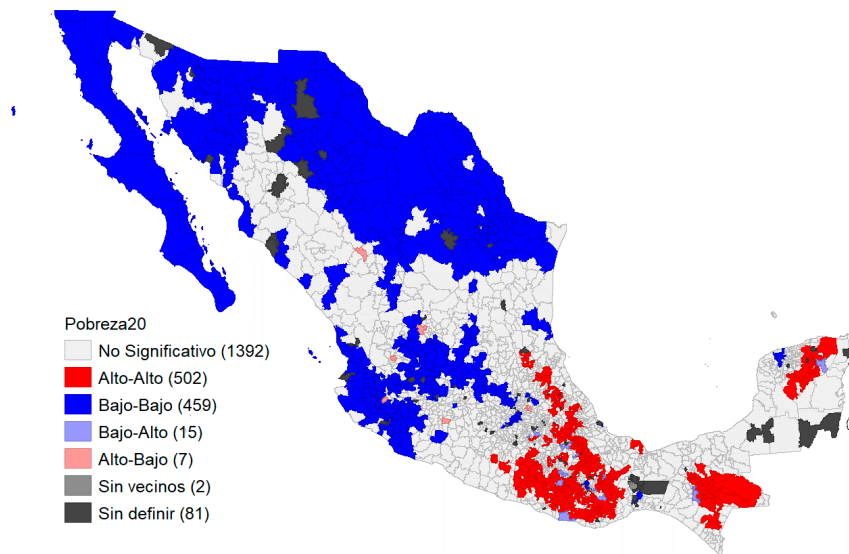 Pobreza20
No Significativo (1392)
Alto-Alto (502)
Bajo-Bajo (459)
Bajo-Alto (15)
Alto-Bajo (7)
Sin vecinos (2)
Sin definir (81)